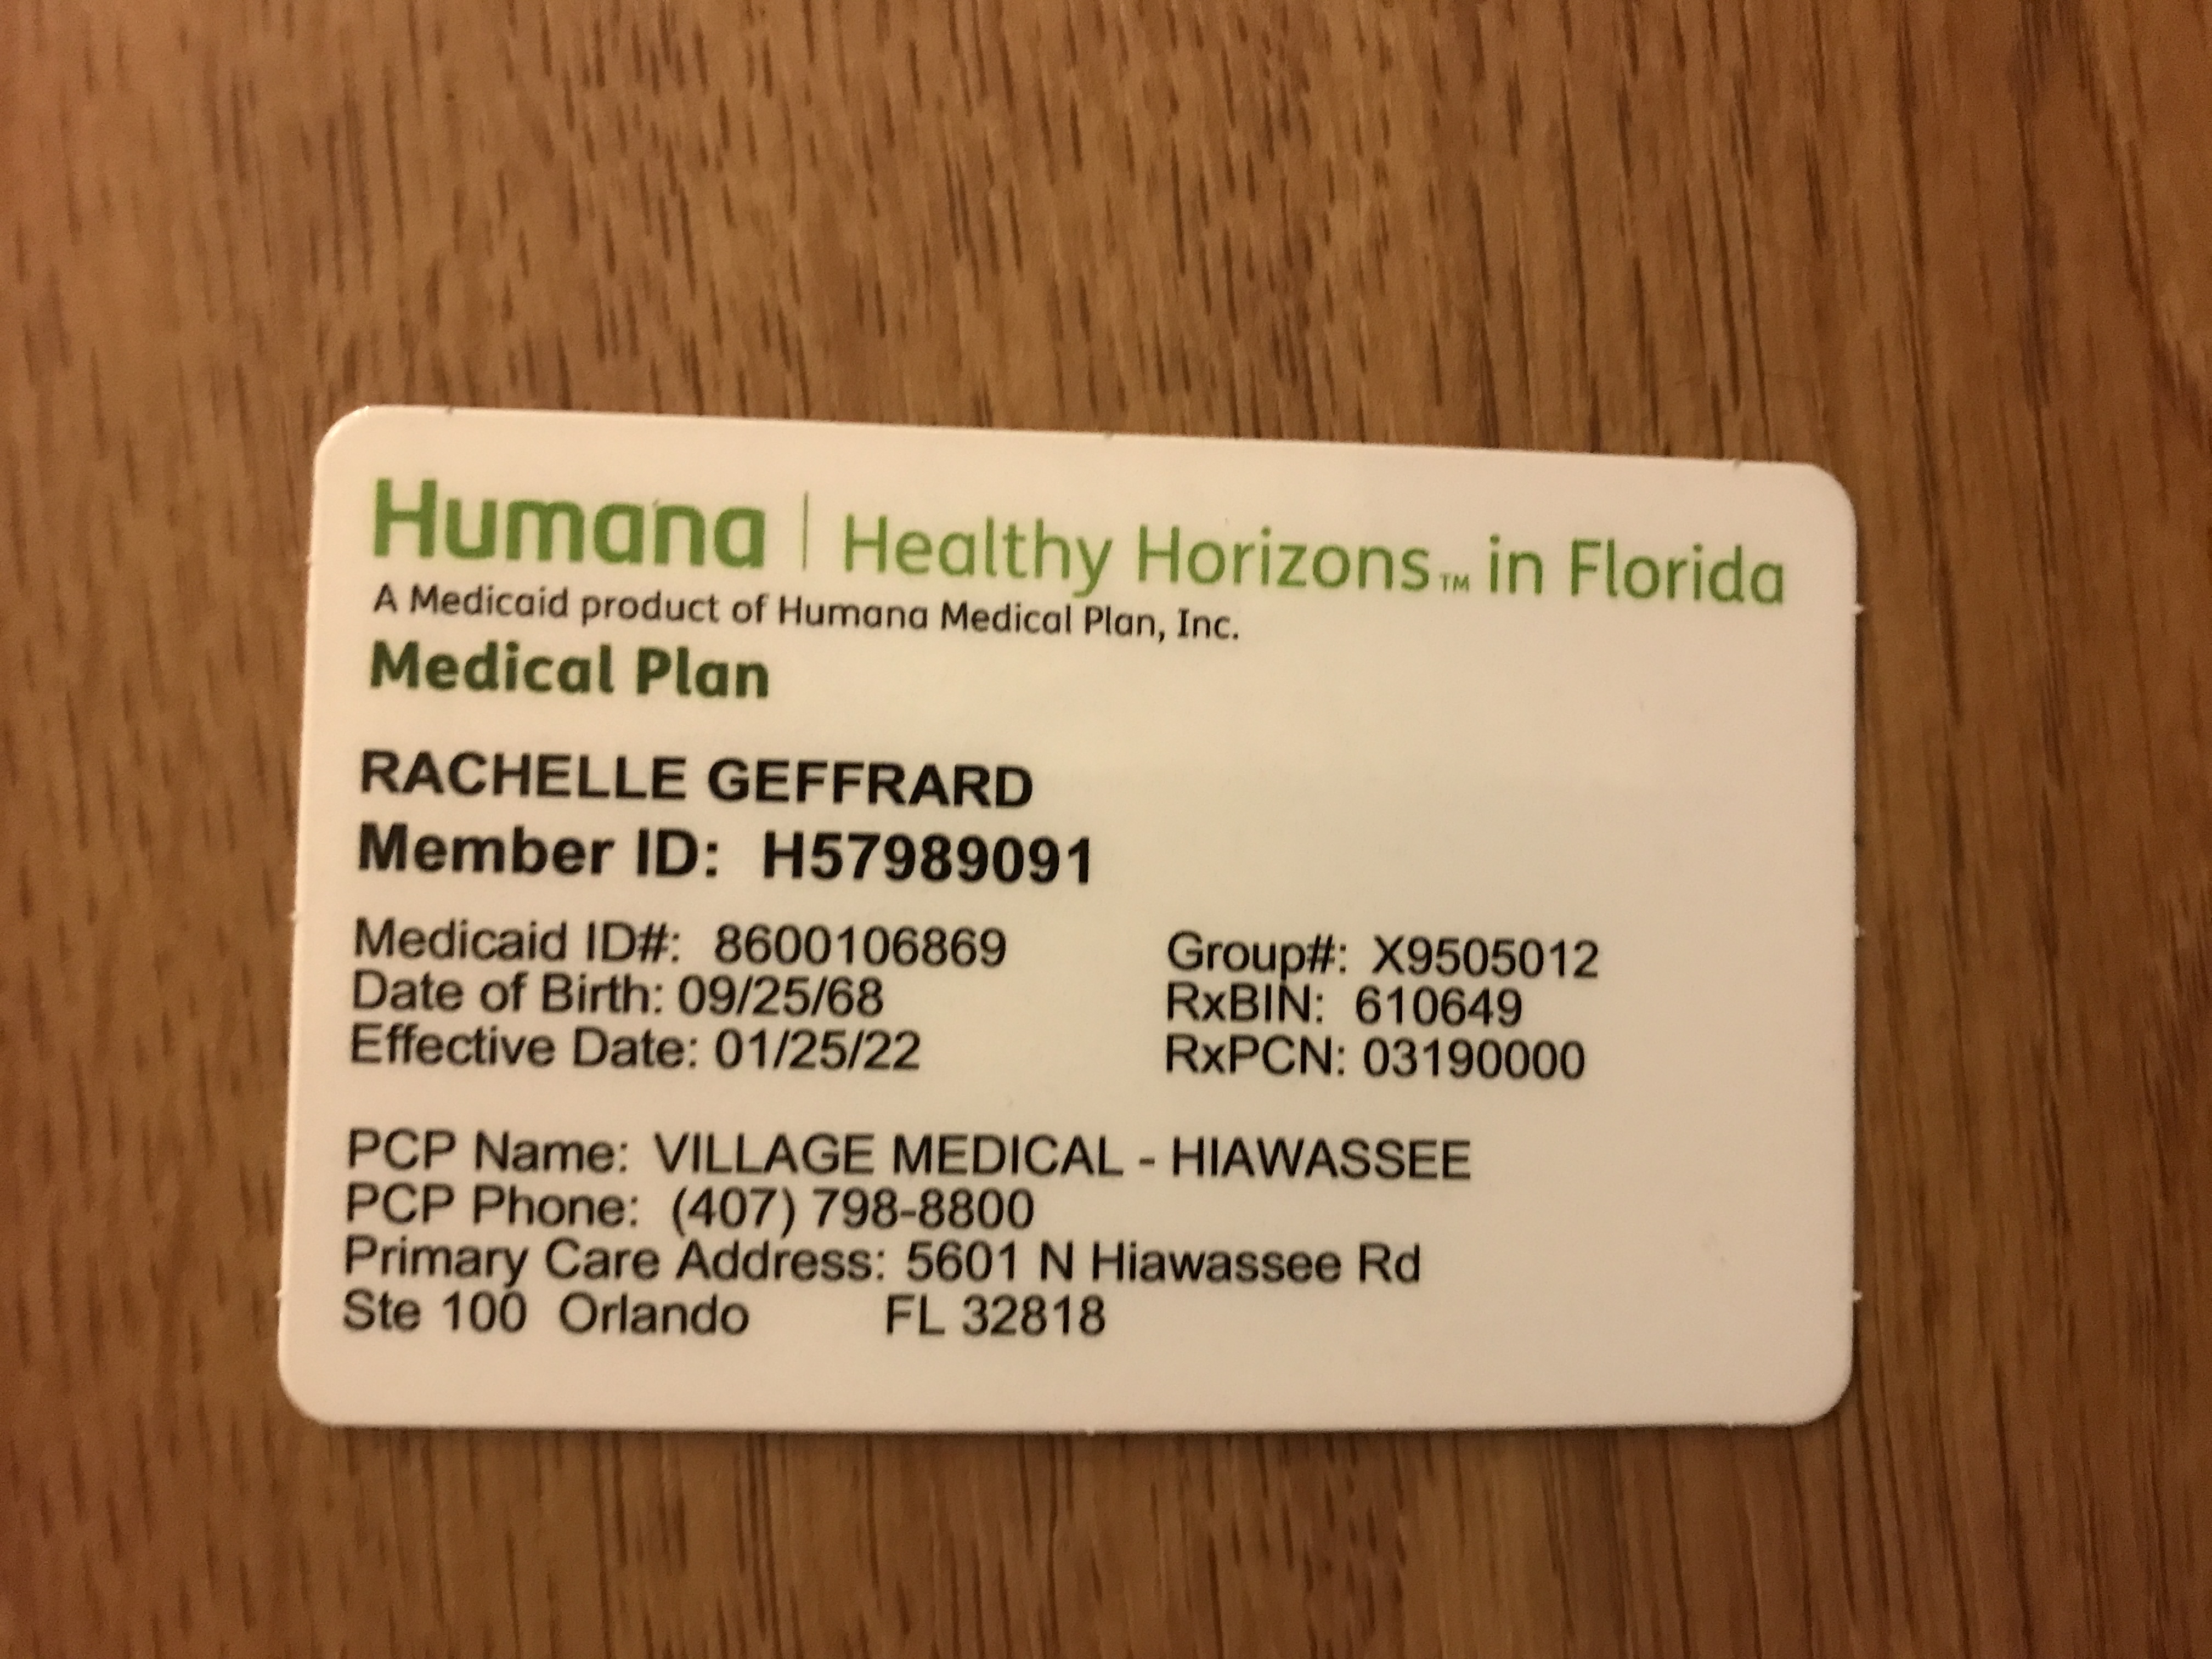 Humana | Healthy Horizons™ in Florida
A Medicaid product of Humana Medical Plan, Inc.
Medical Plan
RACHELLE GEFFRARD
Member ID: H57989091
Medicaid ID#: 8600106869 Group#: X9505012
Date of Birth: 09/25/68 RxBIN: 610649
Effective Date: 01/25/22 RxPCN: 03190000
PCP Name: VILLAGE MEDICAL - HIAWASSEE
PCP Phone: (407) 798-8800
Primary Care Address: 5601 N Hiawassee Rd
Ste 100 Orlando FL 32818